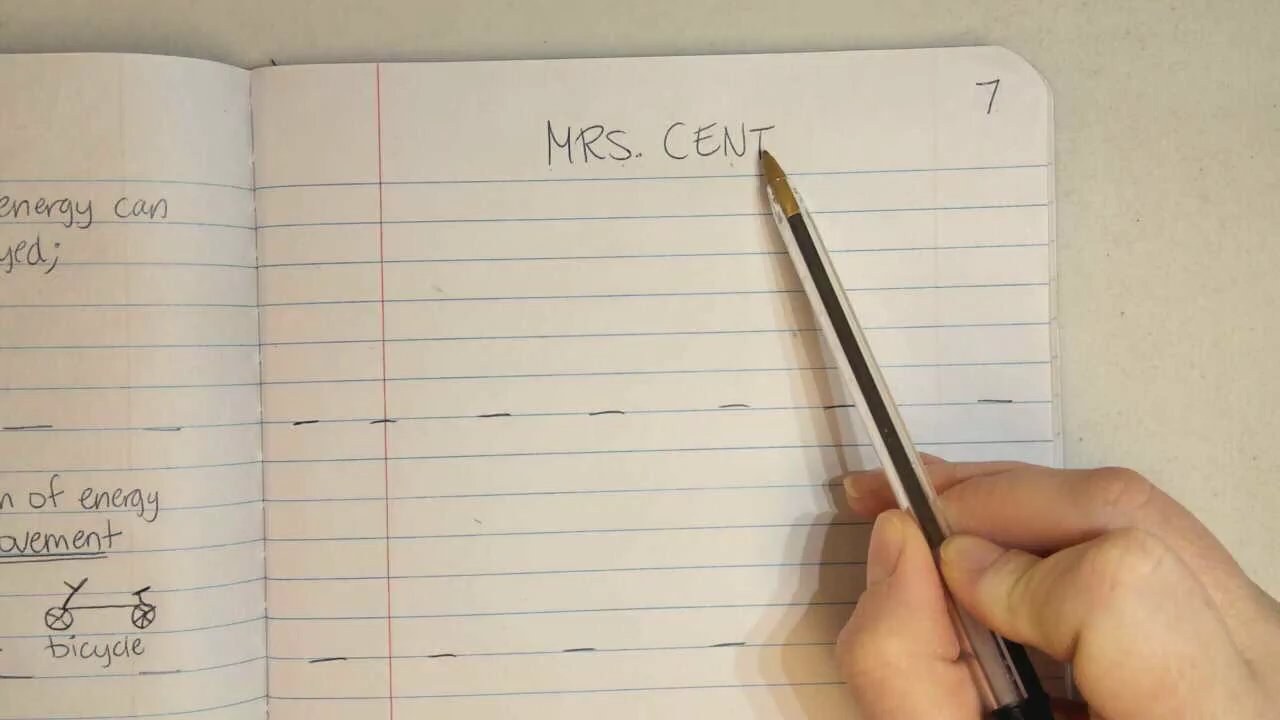 7
MRS. CENT
energy can
yed;
n of energy
ovement
bicycle